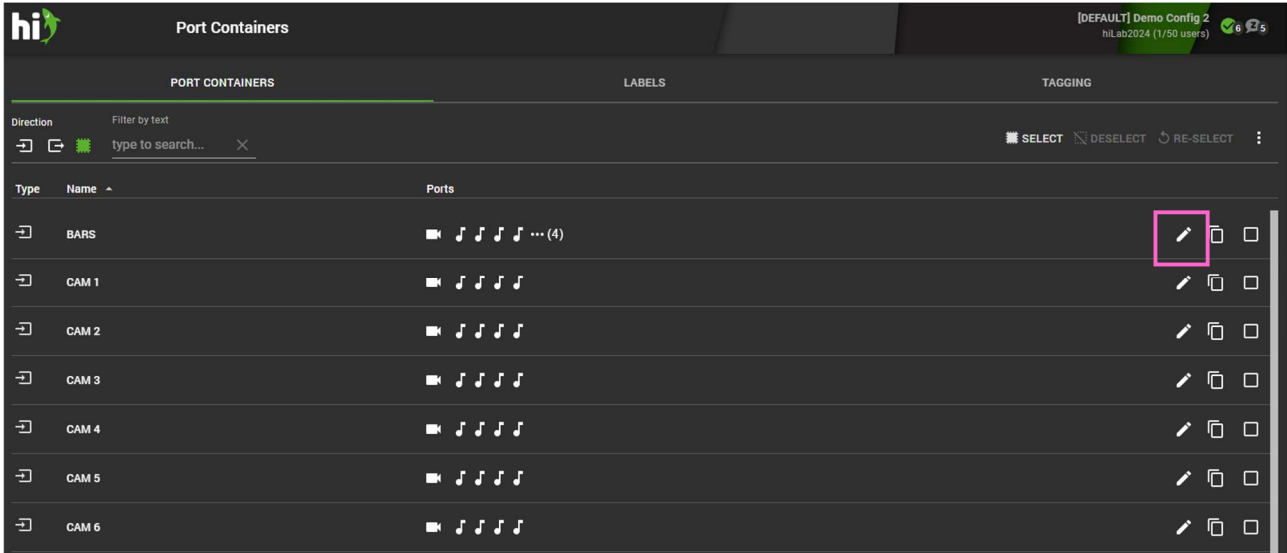 hi
Port Containers
[DEFAULT] Demo Config 2
hiLab2024 (1/50 users)
6 5
PORT CONTAINERS LABELS TAGGING
Direction Filter by text
type to search...
SELECT DESELECT RE-SELECT
Type Name Ports
BARS ... (4)
CAM 1
CAM 2
CAM 3
CAM 4
CAM 5
CAM 6